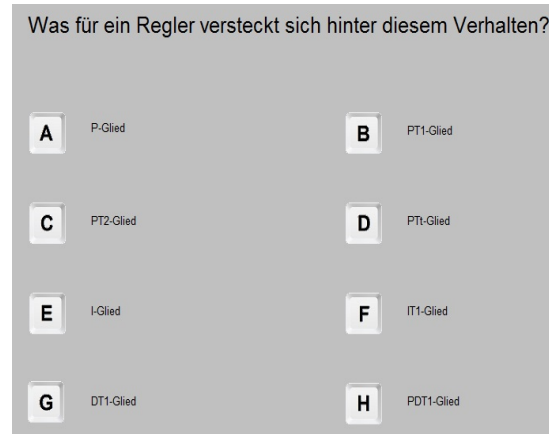 Was für ein Regler versteckt sich hinter diesem Verhalten?
A P-Glied
B PT1-Glied
C PT2-Glied
D PTt-Glied
E I-Glied
F IT1-Glied
G DT1-Glied
H PDT1-Glied